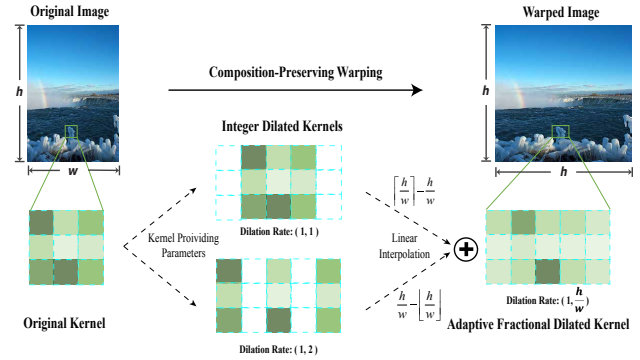 Original Image
Warped Image
h
w
Composition-Preserving Warping
h
h
Integer Dilated Kernels
Dilation Rate: ( 1, 1 )
Kernel Proividing
Parameters
⌈h/w⌉ − h/w
Linear
Interpolation
h/w − ⌊h/w⌋
Dilation Rate: ( 1, 2 )
Original Kernel
Dilation Rate: (1, h/w)
Adaptive Fractional Dilated Kernel